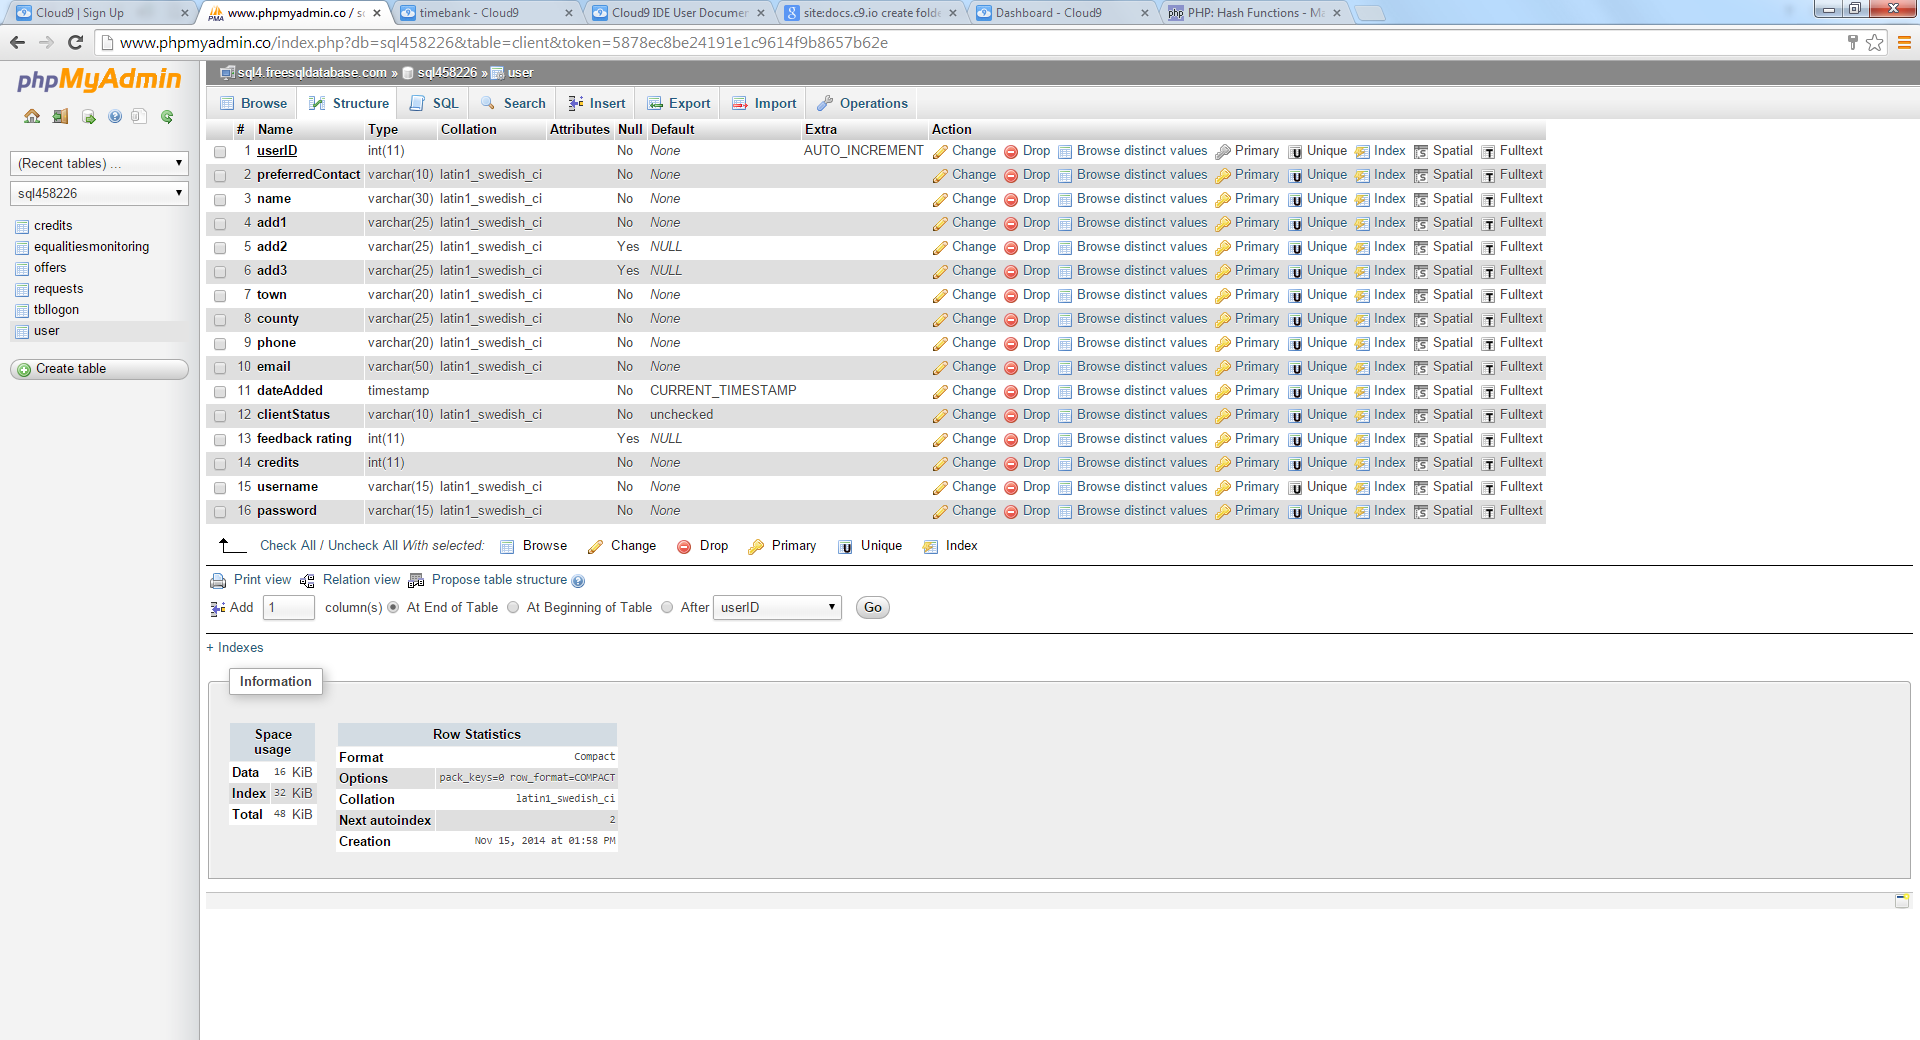 Cloud9 | Sign Up
www.phpmyadmin.co / s
timebank - Cloud9
Cloud9 IDE User Documen
site:docs.c9.io create folde
Dashboard - Cloud9
PHP: Hash Functions - Ma
www.phpmyadmin.co/index.php?db=sql458226&table=client&token=5878ec8be24191e1c9614f9b8657b62e
phpMyAdmin
(Recent tables) ...
sql458226
credits
equalitiesmonitoring
offers
requests
tbllogon
user
Create table
sql4.freesqldatabase.com » sql458226 » user
Browse Structure SQL Search Insert Export Import Operations
# Name Type Collation Attributes Null Default Extra Action
1 userID int(11) No None AUTO_INCREMENT Change Drop Browse distinct values Primary Unique Index Spatial Fulltext
2 preferredContact varchar(10) latin1_swedish_ci No None Change Drop Browse distinct values Primary Unique Index Spatial Fulltext
3 name varchar(30) latin1_swedish_ci No None Change Drop Browse distinct values Primary Unique Index Spatial Fulltext
4 add1 varchar(25) latin1_swedish_ci No None Change Drop Browse distinct values Primary Unique Index Spatial Fulltext
5 add2 varchar(25) latin1_swedish_ci Yes NULL Change Drop Browse distinct values Primary Unique Index Spatial Fulltext
6 add3 varchar(25) latin1_swedish_ci Yes NULL Change Drop Browse distinct values Primary Unique Index Spatial Fulltext
7 town varchar(20) latin1_swedish_ci No None Change Drop Browse distinct values Primary Unique Index Spatial Fulltext
8 county varchar(25) latin1_swedish_ci No None Change Drop Browse distinct values Primary Unique Index Spatial Fulltext
9 phone varchar(20) latin1_swedish_ci No None Change Drop Browse distinct values Primary Unique Index Spatial Fulltext
10 email varchar(50) latin1_swedish_ci No None Change Drop Browse distinct values Primary Unique Index Spatial Fulltext
11 dateAdded timestamp No CURRENT_TIMESTAMP Change Drop Browse distinct values Primary Unique Index Spatial Fulltext
12 clientStatus varchar(10) latin1_swedish_ci No unchecked Change Drop Browse distinct values Primary Unique Index Spatial Fulltext
13 feedback rating int(11) Yes NULL Change Drop Browse distinct values Primary Unique Index Spatial Fulltext
14 credits int(11) No None Change Drop Browse distinct values Primary Unique Index Spatial Fulltext
15 username varchar(15) latin1_swedish_ci No None Change Drop Browse distinct values Primary Unique Index Spatial Fulltext
16 password varchar(15) latin1_swedish_ci No None Change Drop Browse distinct values Primary Unique Index Spatial Fulltext
Check All / Uncheck All With selected: Browse Change Drop Primary Unique Index
Print view Relation view Propose table structure
Add 1 column(s) At End of Table At Beginning of Table After userID Go
+ Indexes
Information
Space usage
Data 16 KiB
Index 32 KiB
Total 48 KiB
Row Statistics
Format Compact
Options pack_keys=0 row_format=COMPACT
Collation latin1_swedish_ci
Next autoindex 2
Creation Nov 15, 2014 at 01:58 PM